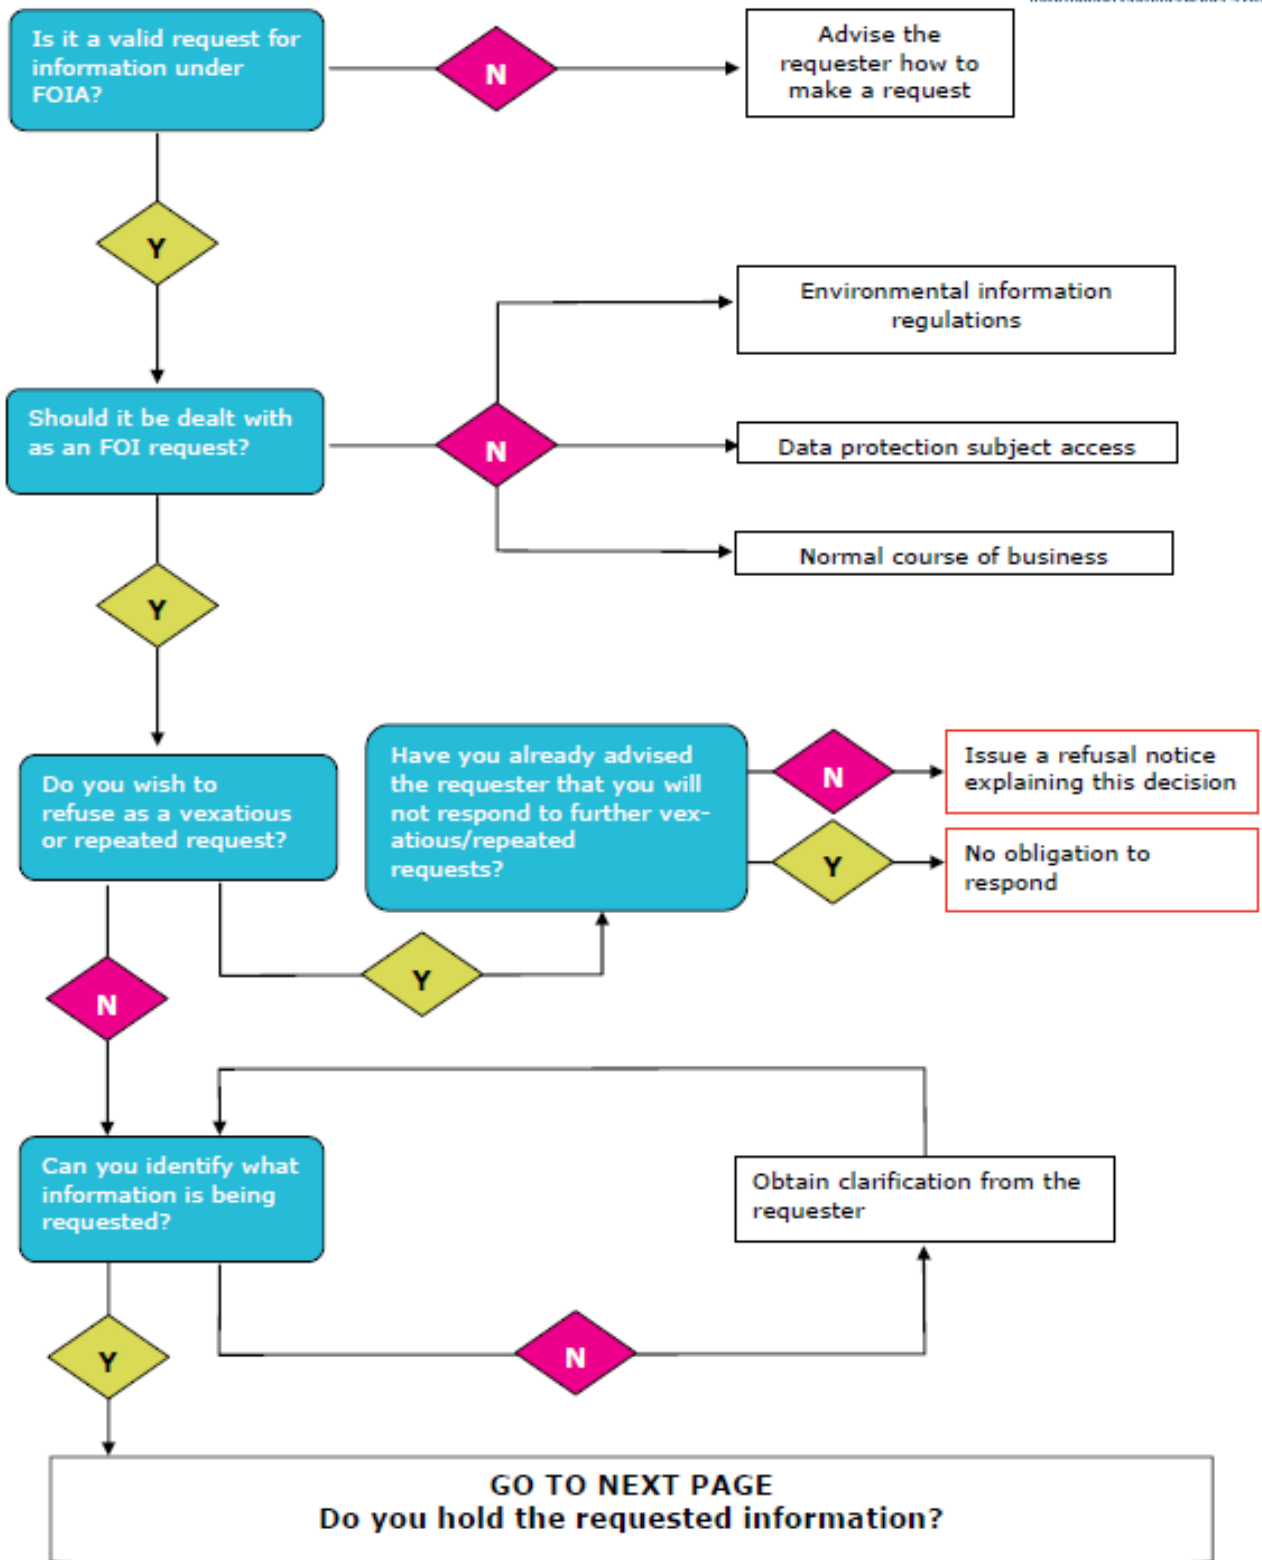 Is it a valid request for
information under
FOIA?
N
Advise the
requester how to
make a request
Y
Environmental information
regulations
Should it be dealt with
as an FOI request?
N
Data protection subject access
Normal course of business
Y
Do you wish to
refuse as a vexatious
or repeated request?
Have you already advised
the requester that you will
not respond to further vex-
atious/repeated
requests?
N
Issue a refusal notice
explaining this decision
Y
No obligation to
respond
Y
N
Can you identify what
information is being
requested?
Obtain clarification from the
requester
Y
N
GO TO NEXT PAGE
Do you hold the requested information?